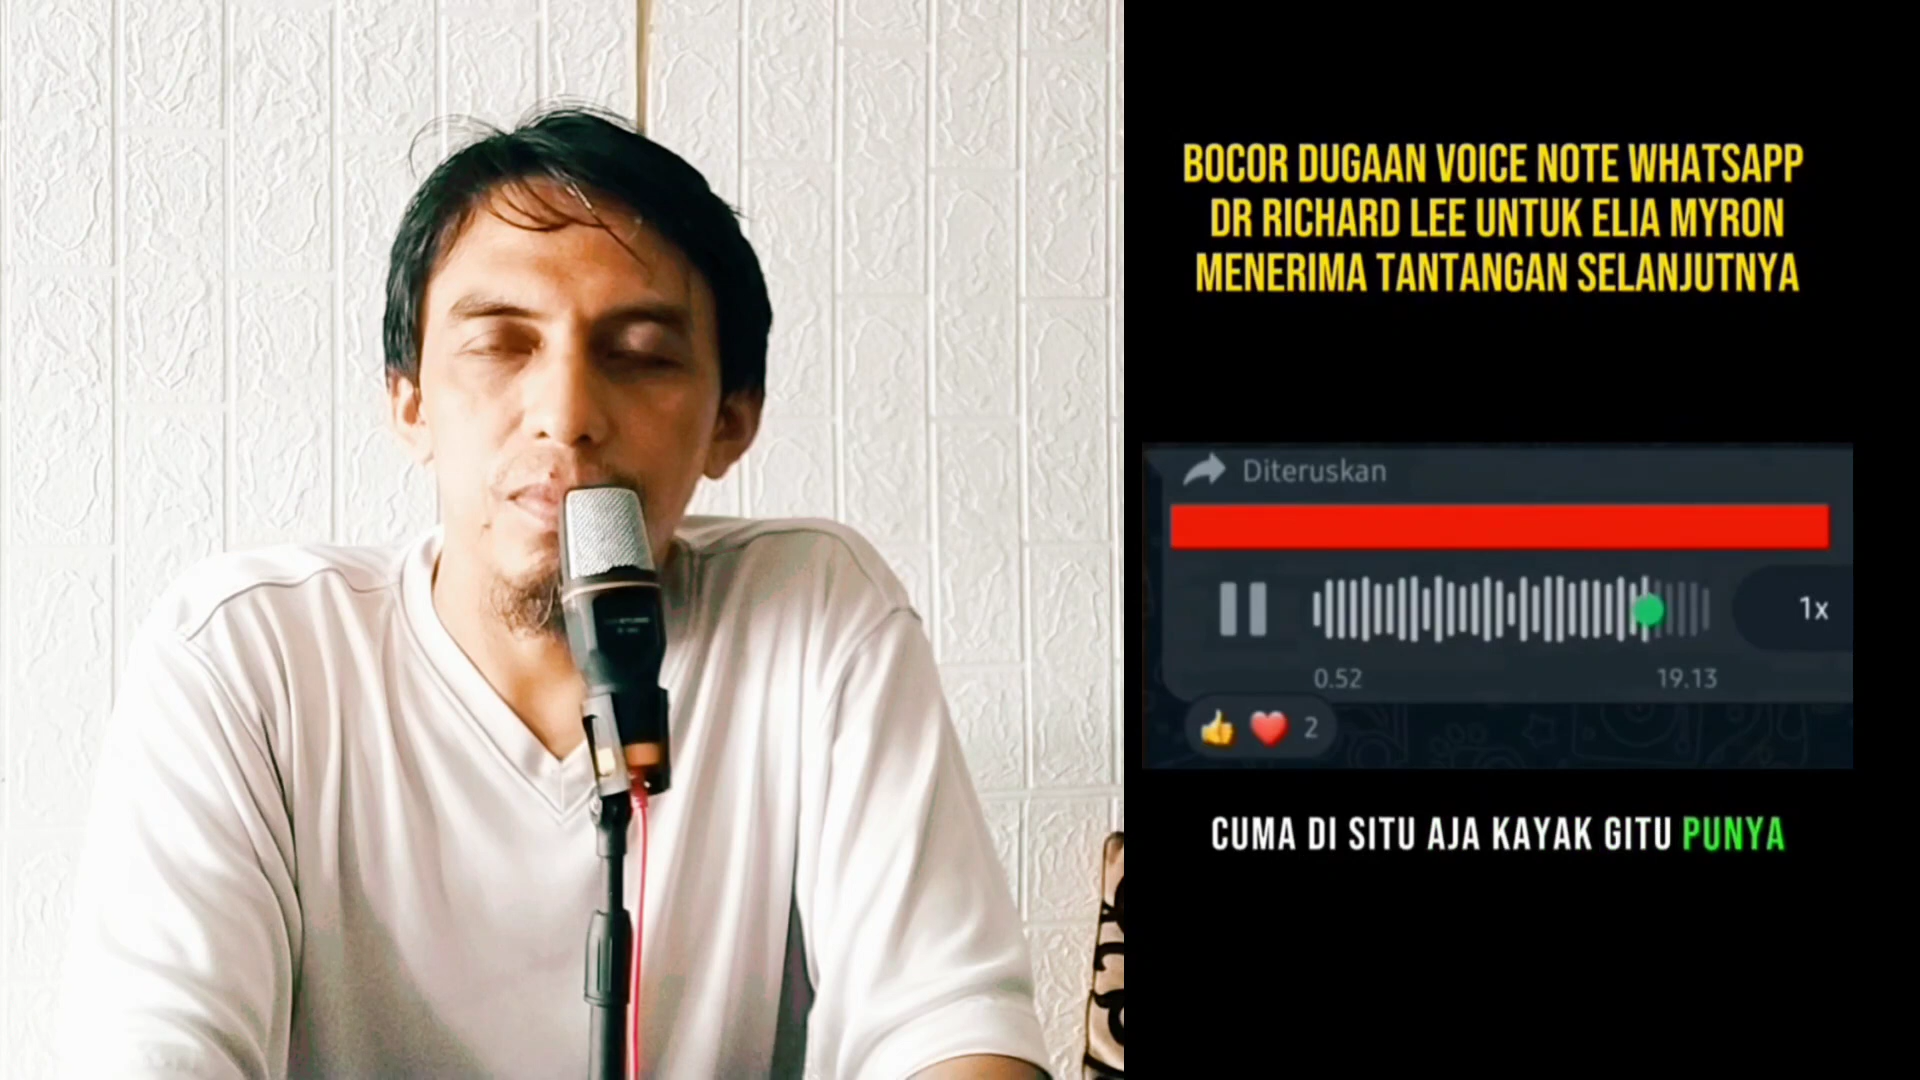 BOCOR DUGAAN VOICE NOTE WHATSAPP
DR RICHARD LEE UNTUK ELIA MYRON
MENERIMA TANTANGAN SELANJUTNYA
Diteruskan
1x
0.52 19.13
2
CUMA DI SITU AJA KAYAK GITU PUNYA